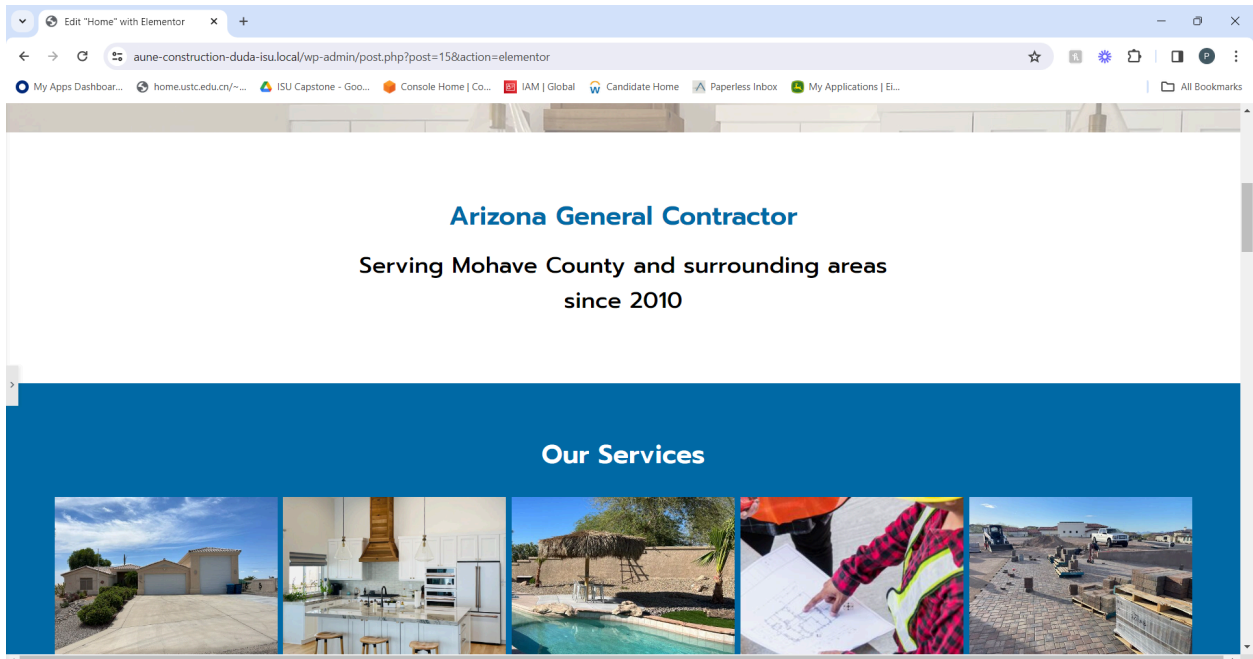 Edit "Home" with Elementor
aune-construction-duda-isu.local/wp-admin/post.php?post=15&action=elementor
P
My Apps Dashboar... home.ustc.edu.cn/~... ISU Capstone - Goo... Console Home | Co... IAM | Global Candidate Home Paperless Inbox My Applications | Ei... All Bookmarks
Arizona General Contractor
Serving Mohave County and surrounding areas
since 2010
Our Services